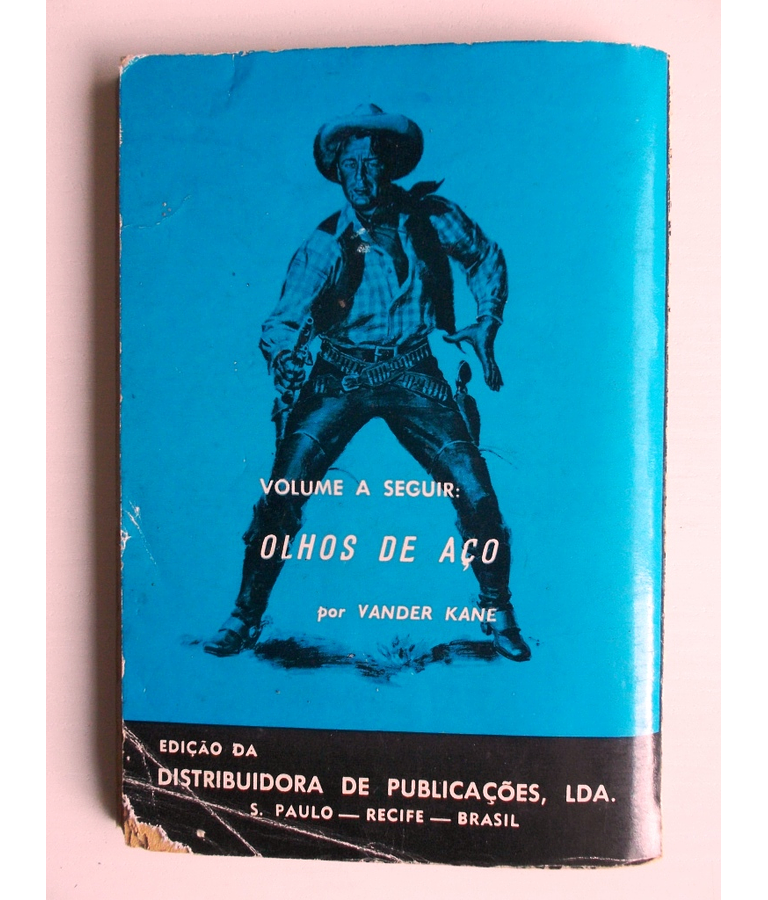 VOLUME A SEGUIR:
OLHOS DE AÇO
por VANDER KANE
EDIÇÃO DA
DISTRIBUIDORA DE PUBLICAÇÕES, LDA.
S. PAULO — RECIFE — BRASIL